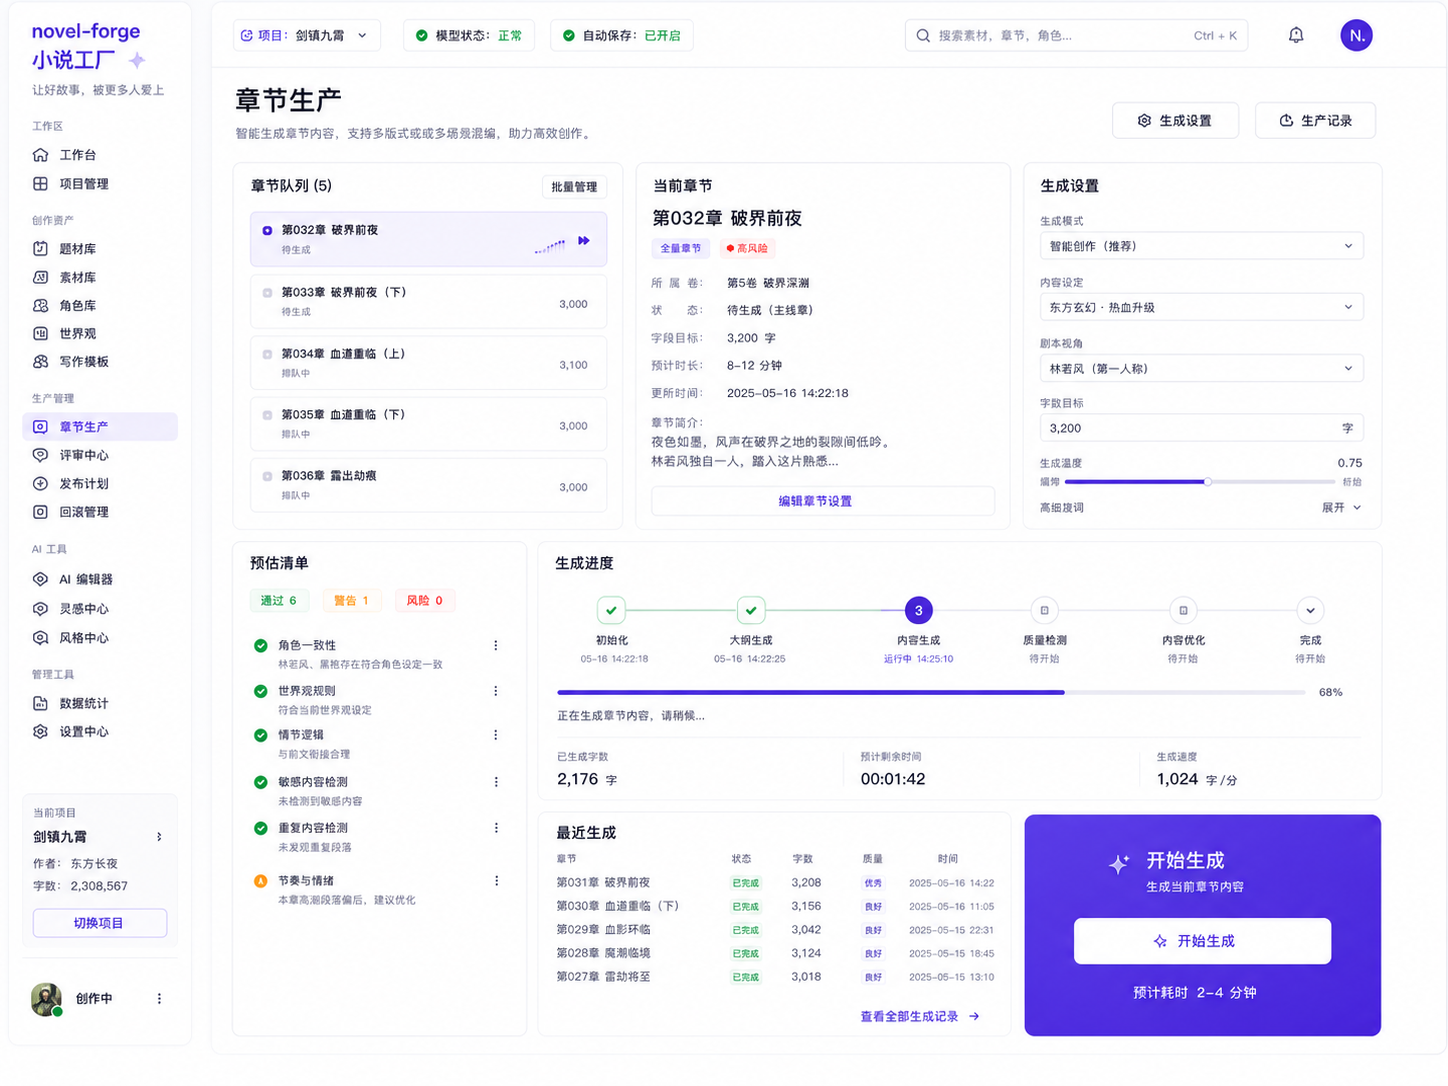 novel-forge
小说工厂
让好故事，被更多人爱上
工作区
工作台
项目管理
创作资产
题材库
素材库
角色库
世界观
写作模板
生产管理
章节生产
评审中心
发布计划
回滚管理
AI 工具
AI 编辑器
灵感中心
风格中心
管理工具
数据统计
设置中心
当前项目
剑镇九霄
作者： 东方长夜
字数： 2,308,567
切换项目
创作中
项目： 剑镇九霄
模型状态： 正常
自动保存： 已开启
搜索素材，章节，角色...
Ctrl + K
N.
章节生产
智能生成章节内容，支持多版式或或多场景混编，助力高效创作。
生成设置
生产记录
章节队列 (5)
批量管理
第032章 破界前夜
待生成
第033章 破界前夜（下）
待生成
3,000
第034章 血道重临（上）
排队中
3,100
第035章 血道重临（下）
排队中
3,000
第036章 露出动痕
排队中
3,000
当前章节
第032章 破界前夜
全量章节
高风险
所 属 卷： 第5卷 破界深渊
状 态： 待生成（主线章）
字段目标： 3,200 字
预计时长： 8-12 分钟
更所时间： 2025-05-16 14:22:18
章节简介：
夜色如墨，风声在破界之地的裂隙间低吟。
林若风独自一人，踏入这片熟悉...
编辑章节设置
生成设置
生成模式
智能创作（推荐）
内容设定
东方玄幻 · 热血升级
剧本视角
林若风（第一人称）
字数目标
3,200 字
生成温度 0.75
展开
预估清单
通过 6
警告 1
风险 0
角色一致性
林若风、黑袍存在符合角色设定一致
世界观规则
符合当前世界观设定
情节逻辑
与前文衔接合理
敏感内容检测
未检测到敏感内容
重复内容检测
未发观重复段落
节奏与情绪
本章高潮段落偏后，建议优化
生成进度
3
初始化
05-16 14:22:18
大纲生成
05-16 14:22:25
内容生成
运行中 14:25:10
质量检测
待开始
内容优化
待开始
完成
待开始
68%
正在生成章节内容，请稍候...
已生成字数
2,176 字
预计剩余时间
00:01:42
生成速度
1,024 字/分
最近生成
章节 状态 字数 质量 时间
第031章 破界前夜 已完成 3,208 优秀 2025-05-16 14:22
第030章 血道重临（下） 已完成 3,156 良好 2025-05-16 11:05
第029章 血影环临 已完成 3,042 良好 2025-05-15 22:31
第028章 魔潮临境 已完成 3,124 良好 2025-05-15 18:45
第027章 雷劫将至 已完成 3,018 良好 2025-05-15 13:10
查看全部生成记录 →
开始生成
生成当前章节内容
开始生成
预计耗时 2-4 分钟